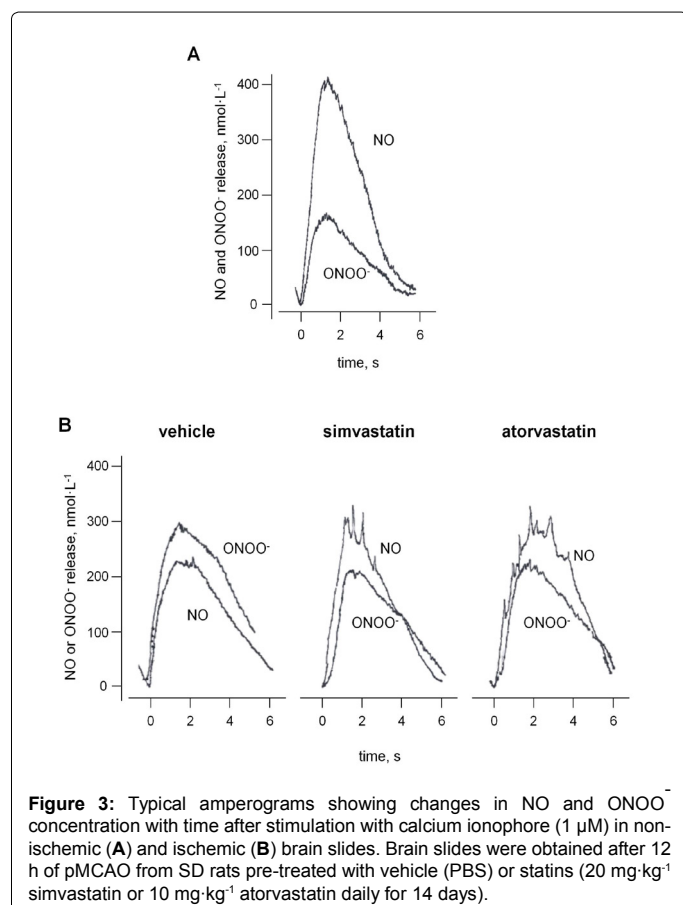 A
NO and ONOO⁻ release, nmol·L⁻¹
400
300
200
100
0
NO
ONOO⁻
0 2 4 6
time, s
B
vehicle simvastatin atorvastatin
NO or ONOO⁻ release, nmol·L⁻¹
400
300
200
100
0
ONOO⁻
NO
NO
ONOO⁻
NO
ONOO⁻
0 2 4 6 0 2 4 6 0 2 4 6
time, s
Figure 3: Typical amperograms showing changes in NO and ONOO⁻
concentration with time after stimulation with calcium ionophore (1 µM) in non-
ischemic (A) and ischemic (B) brain slides. Brain slides were obtained after 12
h of pMCAO from SD rats pre-treated with vehicle (PBS) or statins (20 mg·kg⁻¹
simvastatin or 10 mg·kg⁻¹ atorvastatin daily for 14 days).